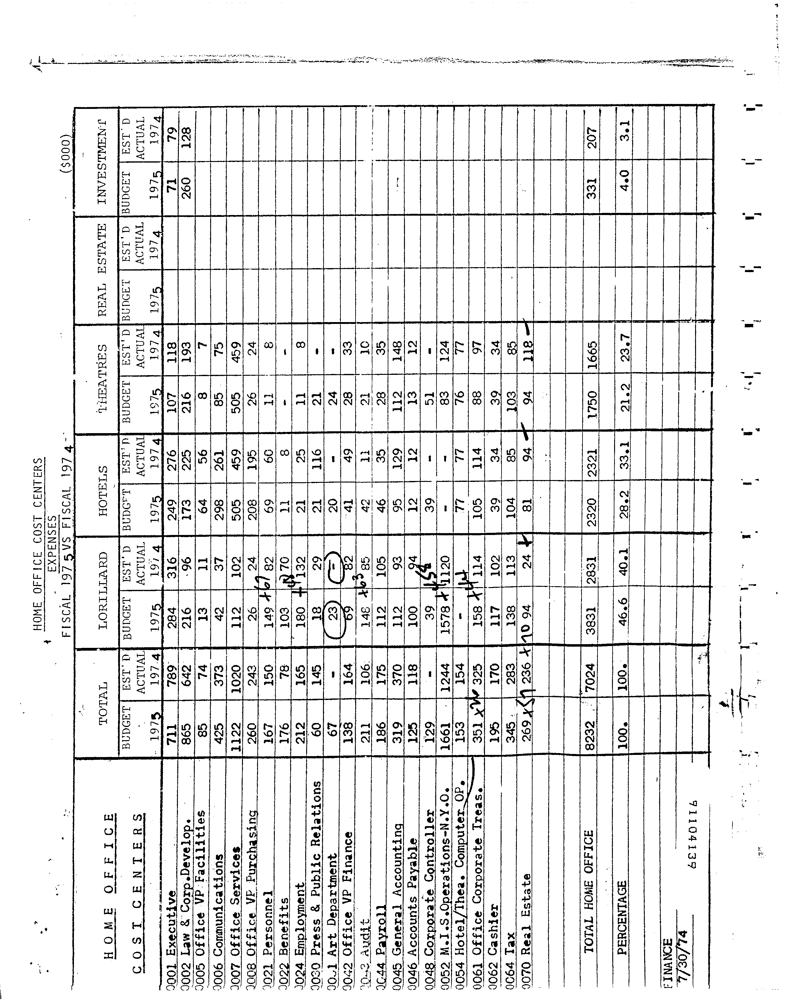 HOME OFFICE COST CENTERS
EXPENSES
FISCAL 1975 VS FISCAL 1974
($000)
HOME OFFICE TOTAL LORILLARD HOTELS THEATRES REAL ESTATE INVESTMENT
COST CENTERS BUDGET 1975 EST'D ACTUAL 1974 BUDGET 1975 EST'D ACTUAL 1974 BUDGET 1975 EST'D ACTUAL 1974 BUDGET 1975 EST'D ACTUAL 1974 BUDGET 1975 EST'D ACTUAL 1974 BUDGET 1975 EST'D ACTUAL 1974
0001 Executive 711 789 284 316 249 276 107 118 71 79
0002 Law & Corp.Develop. 865 642 216 96 173 225 216 193 260 128
0005 Office VP Facilities 85 74 13 11 64 56 8 7
0006 Communications 425 373 42 37 298 261 85 75
0007 Office Services 1122 1020 112 102 505 459 505 459
0008 Office VP Purchasing 260 243 26 24 208 195 26 24
0021 Personnel 167 150 149 +67 82 69 60 11 8
0022 Benefits 176 78 103 70 11 8 - -
0024 Employment 212 165 180 132 21 25 11 8
0030 Press & Public Relations 60 145 18 29 21 116 21 -
Art Department 67 - 23 - 20 24 -
0042 Office VP Finance 138 164 69 82 41 49 28 33
Audit 211 106 148 +63 85 42 11 21 10
0044 Payroll 186 175 112 105 46 35 28 35
0045 General Accounting 319 370 112 93 95 129 112 148
0046 Accounts Payable 125 118 100 94 12 12 13 12
0048 Corporate Controller 129 - 39 39 - 51 -
0052 M.I.S.Operations-N.Y.O. 1661 1244 1578 +458 1120 - - 83 124
0054 Hotel/Thea. Computer OP. 153 154 - 77 77 76 77
0061 Office Corporate Treas. 351 325 158 +44 114 105 114 88 97
0062 Cashier 195 170 117 102 39 34 39 34
0064 Tax 345 283 138 113 104 85 103 85
0070 Real Estate 269 236 +70 94 24 81 94 94 118
TOTAL HOME OFFICE 8232 7024 3831 2831 2320 2321 1750 1665 331 207
PERCENTAGE 100. 100. 46.6 40.1 28.2 33.1 21.2 23.7 4.0 3.1
FINANCE
7/30/74
91104139